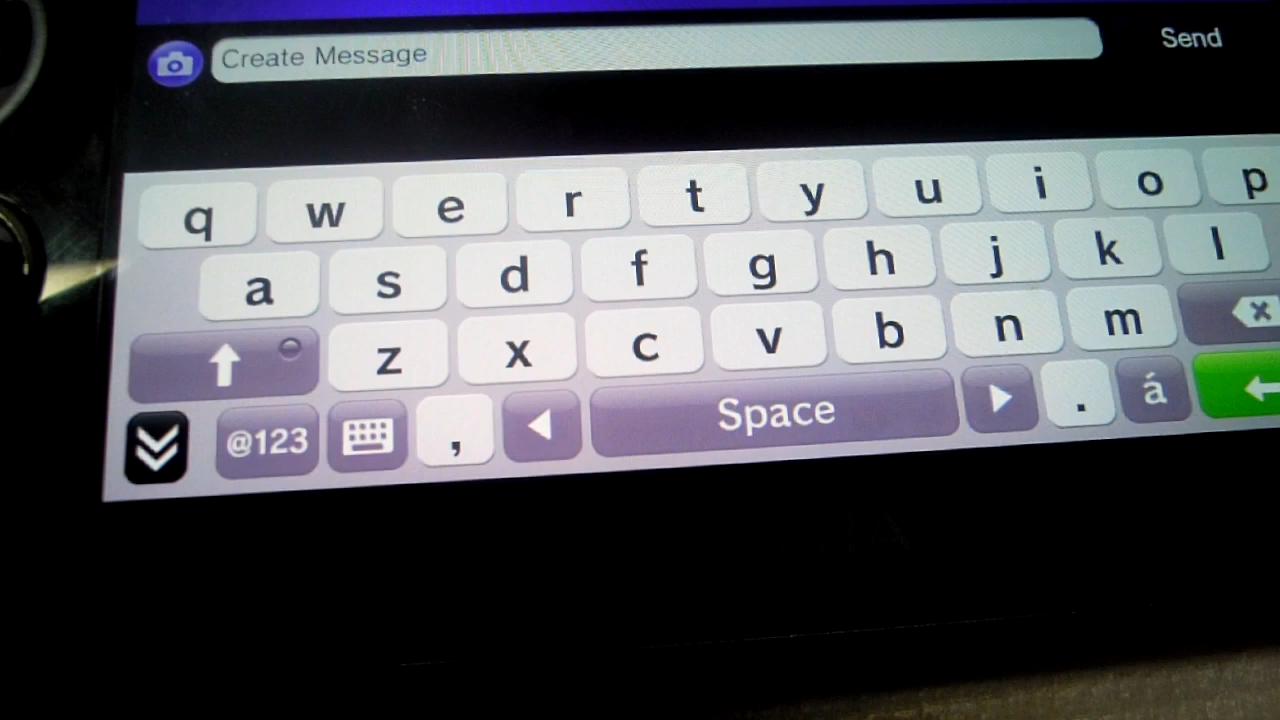 Create Message Send
q w e r t y u i o p
a s d f g h j k l
z x c v b n m
@123 , Space . á